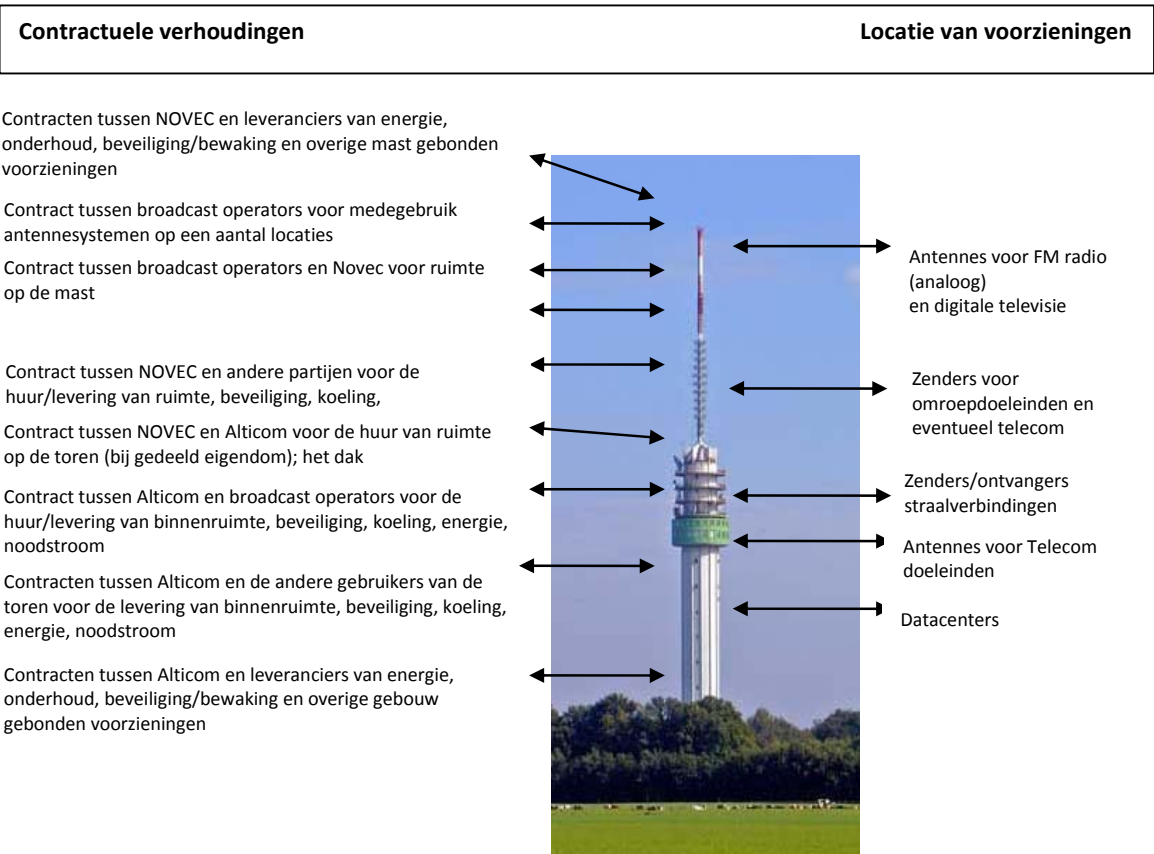 Contractuele verhoudingen
Locatie van voorzieningen
Contracten tussen NOVEC en leveranciers van energie,
onderhoud, beveiliging/bewaking en overige mast gebonden
voorzieningen
Contract tussen broadcast operators voor medegebruik
antennesystemen op een aantal locaties
Contract tussen broadcast operators en Novec voor ruimte
op de mast
Contract tussen NOVEC en andere partijen voor de
huur/levering van ruimte, beveiliging, koeling,
Contract tussen NOVEC en Alticom voor de huur van ruimte
op de toren (bij gedeeld eigendom); het dak
Contract tussen Alticom en broadcast operators voor de
huur/levering van binnenruimte, beveiliging, koeling, energie,
noodstroom
Contracten tussen Alticom en de andere gebruikers van de
toren voor de levering van binnenruimte, beveiliging, koeling,
energie, noodstroom
Contracten tussen Alticom en leveranciers van energie,
onderhoud, beveiliging/bewaking en overige gebouw
gebonden voorzieningen
Antennes voor FM radio
(analoog)
en digitale televisie
Zenders voor
omroepdoeleinden en
eventueel telecom
Zenders/ontvangers
straalverbindingen
Antennes voor Telecom
doeleinden
Datacenters